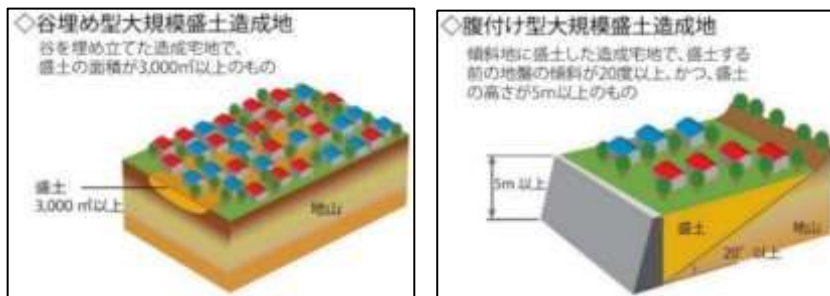 ◇谷埋め型大規模盛土造成地
谷を埋め立てた造成宅地で、
盛土の面積が3,000㎡以上のもの
盛土
3,000㎡以上
地山
◇腹付け型大規模盛土造成地
傾斜地に盛土した造成宅地で、盛土する
前の地盤の傾斜が20度以上、かつ、盛土
の高さが5m以上のもの
5m 以上
盛土
地山
20° 以上